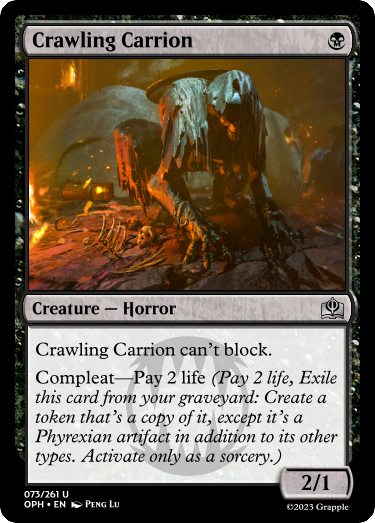 Crawling Carrion
Creature — Horror
Crawling Carrion can't block.
Compleat—Pay 2 life (Pay 2 life, Exile
this card from your graveyard: Create a
token that's a copy of it, except it's a
Phyrexian artifact in addition to its other
types. Activate only as a sorcery.)
2/1
073/261 U
OPH • EN Peng Lu
©2023 Grapple